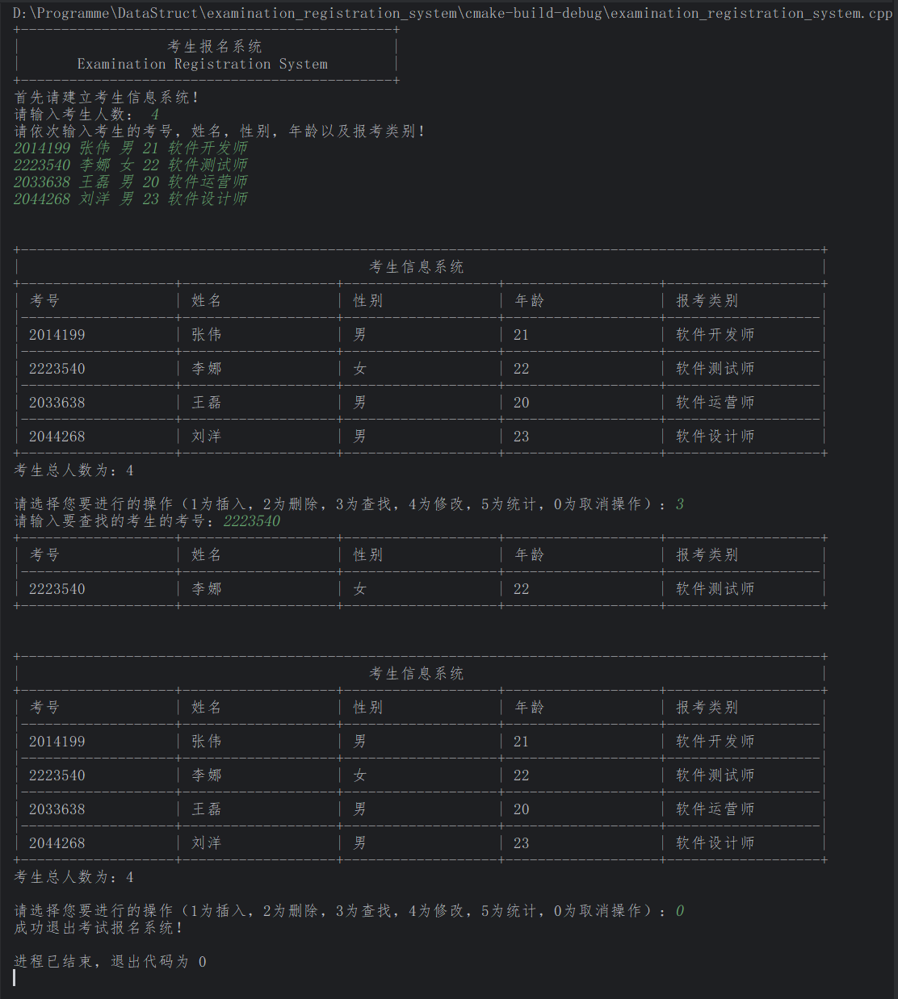 D:\Programme\DataStruct\examination_registration_system\cmake-build-debug\examination_registration_system.cpp
考生报名系统
Examination Registration System
首先请建立考生信息系统！
请输入考生人数： 4
请依次输入考生的考号，姓名，性别，年龄以及报考类别！
2014199 张伟 男 21 软件开发师
2223540 李娜 女 22 软件测试师
2033638 王磊 男 20 软件运营师
2044268 刘洋 男 23 软件设计师
考生信息系统
考号 姓名 性别 年龄 报考类别
2014199 张伟 男 21 软件开发师
2223540 李娜 女 22 软件测试师
2033638 王磊 男 20 软件运营师
2044268 刘洋 男 23 软件设计师
考生总人数为：4
请选择您要进行的操作（1为插入，2为删除，3为查找，4为修改，5为统计，0为取消操作）：3
请输入要查找的考生的考号：2223540
考号 姓名 性别 年龄 报考类别
2223540 李娜 女 22 软件测试师
考生信息系统
考号 姓名 性别 年龄 报考类别
2014199 张伟 男 21 软件开发师
2223540 李娜 女 22 软件测试师
2033638 王磊 男 20 软件运营师
2044268 刘洋 男 23 软件设计师
考生总人数为：4
请选择您要进行的操作（1为插入，2为删除，3为查找，4为修改，5为统计，0为取消操作）：0
成功退出考试报名系统！
进程已结束，退出代码为 0